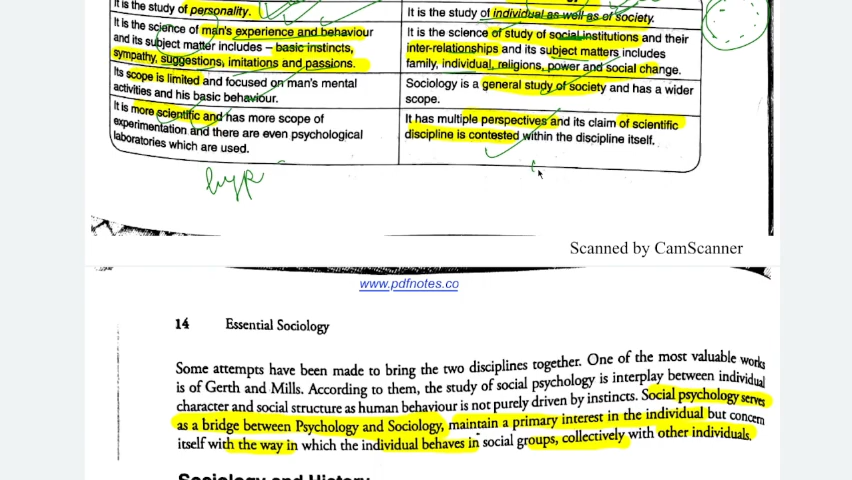 It is the study of personality.
It is the study of individual as well as of society.
It is the science of man's experience and behaviour
and its subject matter includes – basic instincts,
sympathy, suggestions, imitations and passions.
It is the science of study of social institutions and their
inter-relationships and its subject matters includes
family, individual, religions, power and social change.
Its scope is limited and focused on man's mental
activities and his basic behaviour.
Sociology is a general study of society and has a wider
scope.
It is more scientific and has more scope of
experimentation and there are even psychological
laboratories which are used.
It has multiple perspectives and its claim of scientific
discipline is contested within the discipline itself.
hyp
Scanned by CamScanner
www.pdfnotes.co
14 Essential Sociology
Some attempts have been made to bring the two disciplines together. One of the most valuable works
is of Gerth and Mills. According to them, the study of social psychology is interplay between individual
character and social structure as human behaviour is not purely driven by instincts. Social psychology serves
as a bridge between Psychology and Sociology, maintain a primary interest in the individual but concern
itself with the way in which the individual behaves in social groups, collectively with other individuals.
Sociology and History